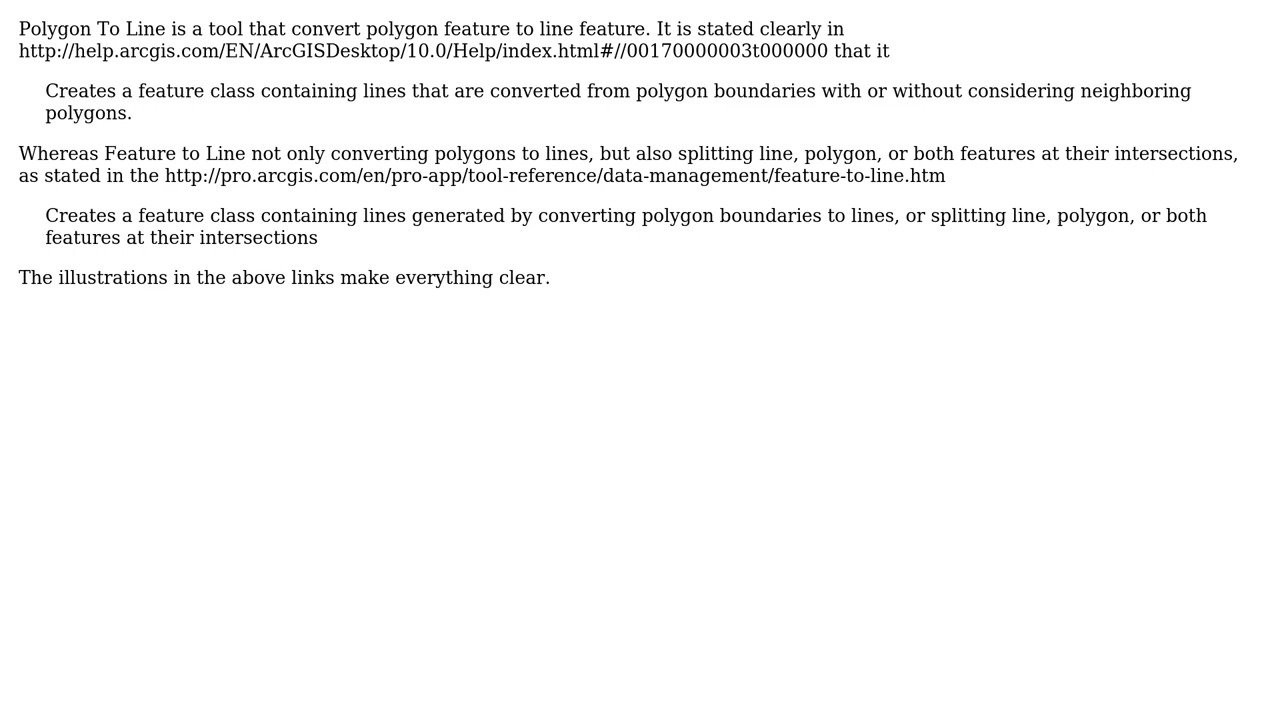 Polygon To Line is a tool that convert polygon feature to line feature. It is stated clearly in
http://help.arcgis.com/EN/ArcGISDesktop/10.0/Help/index.html#//00170000003t000000 that it
Creates a feature class containing lines that are converted from polygon boundaries with or without considering neighboring
polygons.
Whereas Feature to Line not only converting polygons to lines, but also splitting line, polygon, or both features at their intersections,
as stated in the http://pro.arcgis.com/en/pro-app/tool-reference/data-management/feature-to-line.htm
Creates a feature class containing lines generated by converting polygon boundaries to lines, or splitting line, polygon, or both
features at their intersections
The illustrations in the above links make everything clear.